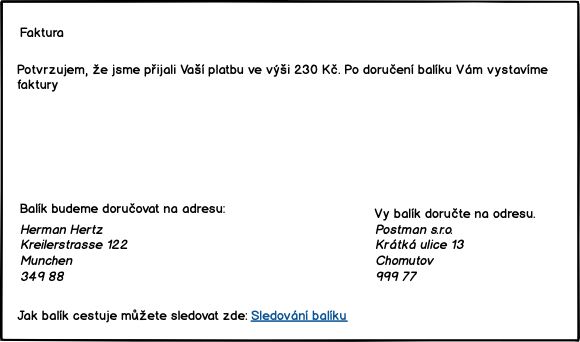 Faktura
Potvrzujem, že jsme přijali Vaší platbu ve výši 230 Kč. Po doručení balíku Vám vystavíme
faktury
Balík budeme doručovat na adresu:
Herman Hertz
Kreilerstrasse 122
Munchen
349 88
Vy balík doručte na odresu.
Postman s.r.o.
Krátká ulice 13
Chomutov
999 77
Jak balík cestuje můžete sledovat zde: Sledování balíku